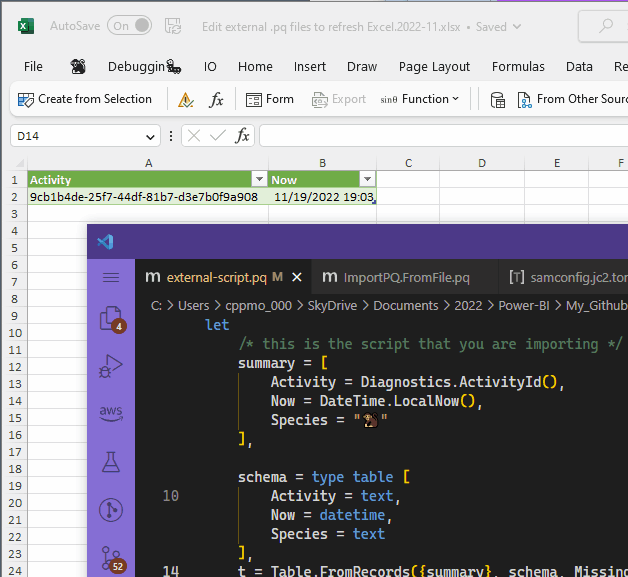 AutoSave On Edit external .pq files to refresh Excel.2022-11.xlsx • Saved
File Debuggin IO Home Insert Draw Page Layout Formulas Data Re
Create from Selection fx Form Export sinθ Function From Other Sour
D14 fx
A B C D E F
1 Activity Now
2 9cb1b4de-25f7-44df-81b7-d3e7b0f9a908 11/19/2022 19:03
3
4
5
6
7
8
9
10
11
12
13
14
15
16
17
18
19
20
21
22
23
24
m external-script.pq M m ImportPQ.FromFile.pq [T] samconfig.jc2.tom
C: > Users > cppmo_000 > SkyDrive > Documents > 2022 > Power-BI > My_Github
let
/* this is the script that you are importing */
summary = [
Activity = Diagnostics.ActivityId(),
Now = DateTime.LocalNow(),
Species = "🐒"
],
schema = type table [
10 Activity = text,
Now = datetime,
Species = text
],
14 t = Table.FromRecords({summary}, schema, Missing
4
aws
52